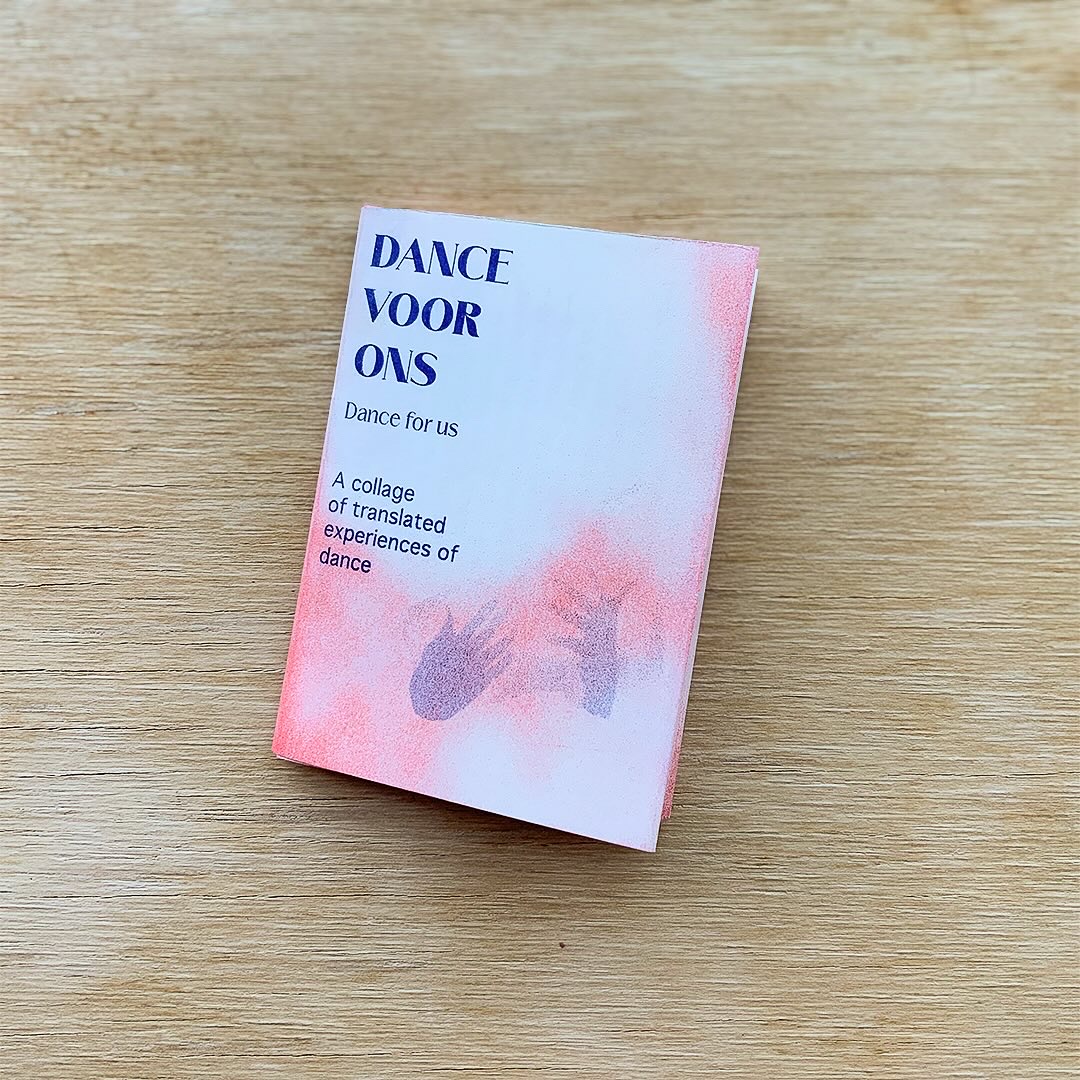 DANCE
VOOR
ONS
Dance for us
A collage
of translated
experiences of
dance